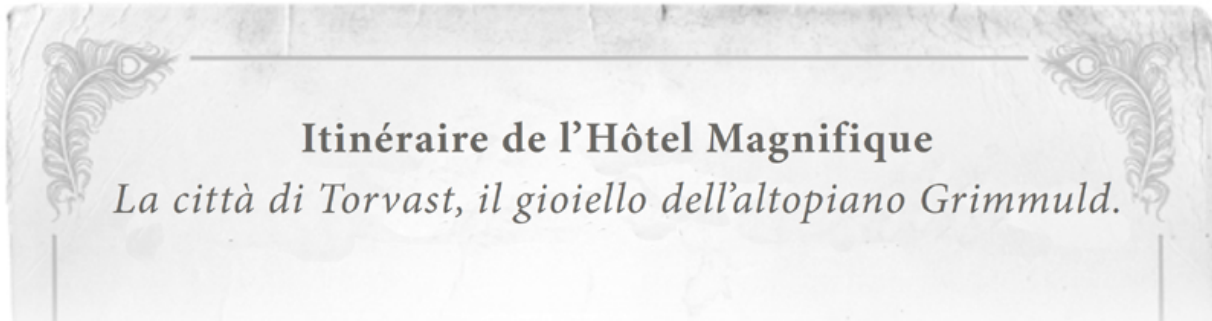 Itinéraire de l’Hôtel Magnifique
La città di Torvast, il gioiello dell’altopiano Grimmuld.